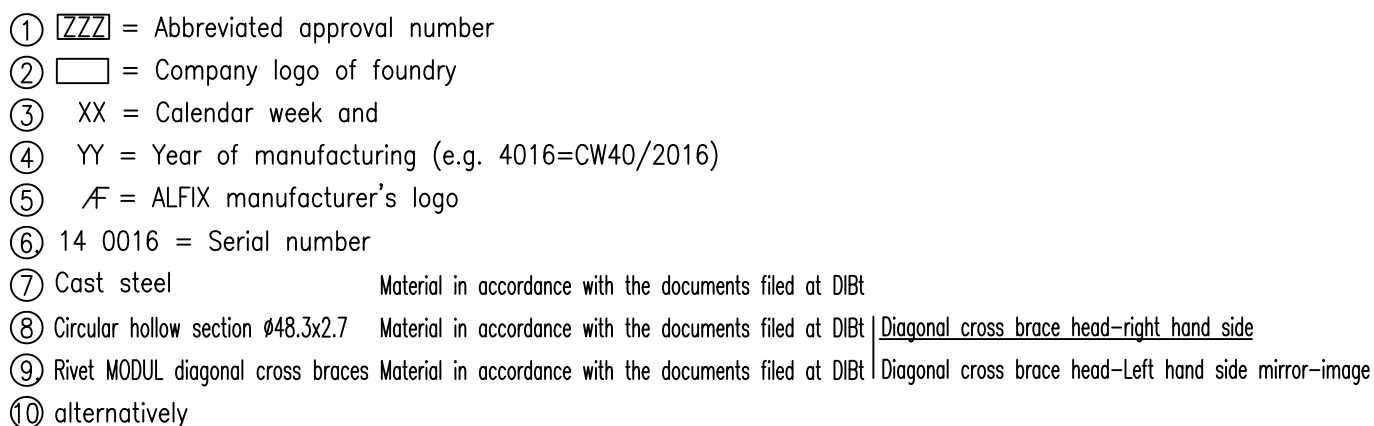 ① ZZZ = Abbreviated approval number
② = Company logo of foundry
③ XX = Calendar week and
④ YY = Year of manufacturing (e.g. 4016=CW40/2016)
⑤ AF = ALFIX manufacturer's logo
⑥ 14 0016 = Serial number
⑦ Cast steel Material in accordance with the documents filed at DIBt
⑧ Circular hollow section ø48.3x2.7 Material in accordance with the documents filed at DIBt Diagonal cross brace head-right hand side
⑨ Rivet MODUL diagonal cross braces Material in accordance with the documents filed at DIBt Diagonal cross brace head-Left hand side mirror-image
⑩ alternatively